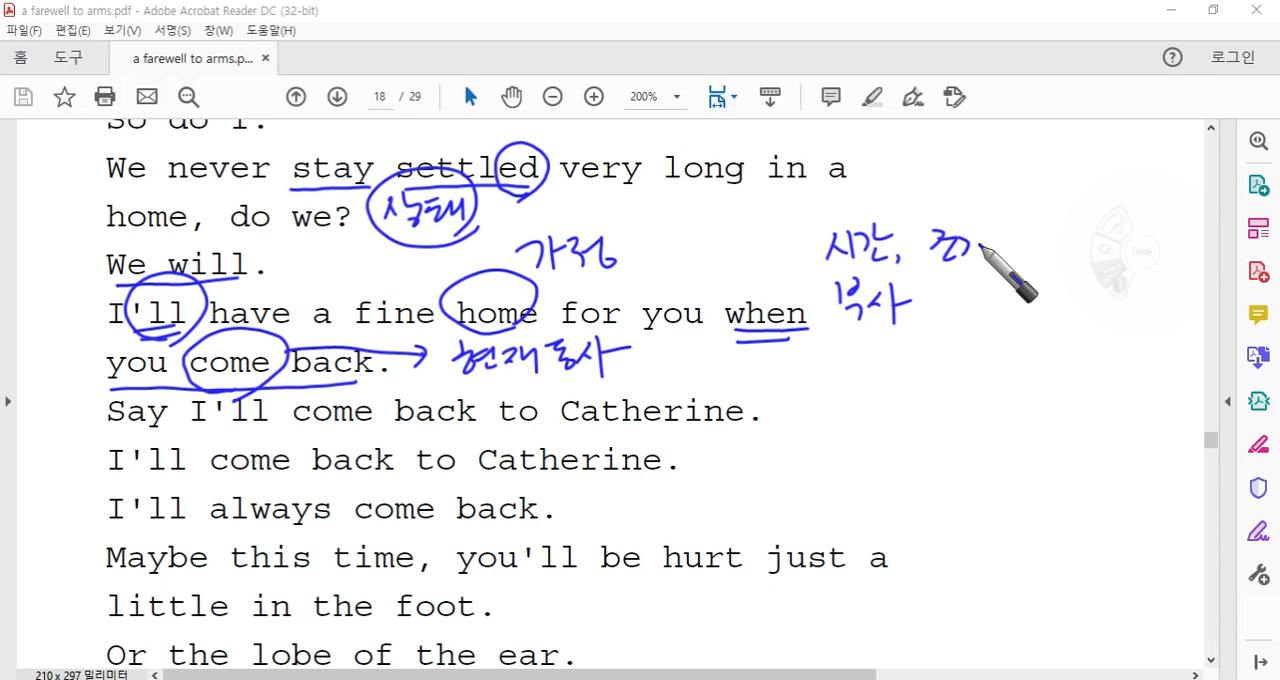 a farewell to arms.pdf - Adobe Acrobat Reader DC (32-bit)
파일(F) 편집(E) 보기(V) 서명(S) 창(W) 도움말(H)
홈 도구 a farewell to arms.p... × 로그인
18 / 29 200%
So do I.
We never stay settled very long in a
home, do we? 상태
We will. 가정 시간,
부사
I'll have a fine home for you when
you come back. → 현재동사
Say I'll come back to Catherine.
I'll come back to Catherine.
I'll always come back.
Maybe this time, you'll be hurt just a
little in the foot.
Or the lobe of the ear.
210 x 297 밀리미터